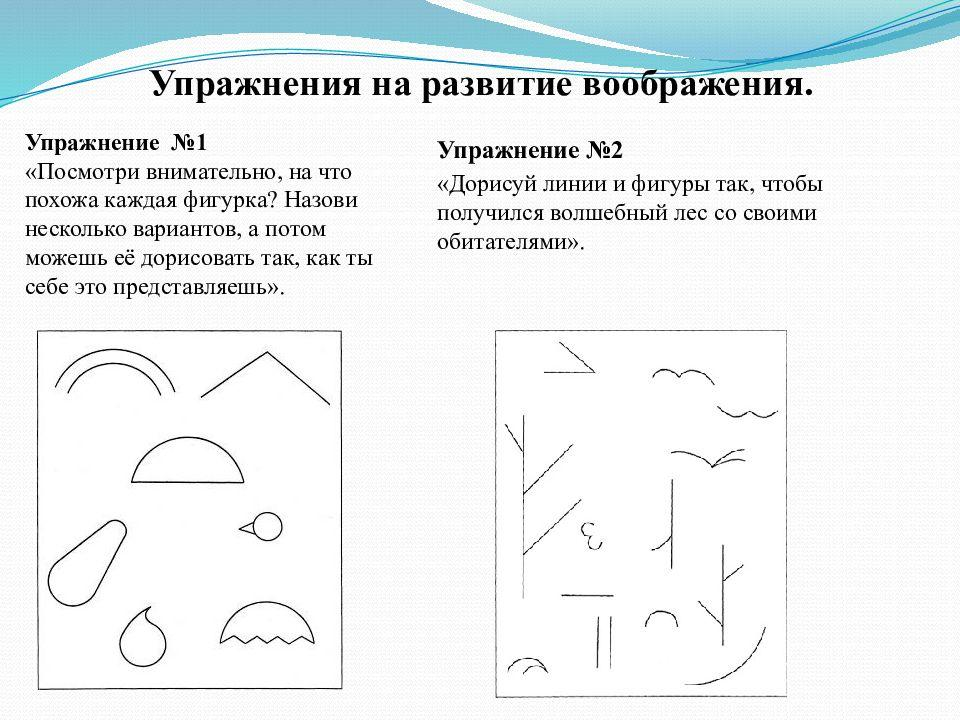 Упражнения на развитие воображения.
Упражнение №1
«Посмотри внимательно, на что
похожа каждая фигурка? Назови
несколько вариантов, а потом
можешь её дорисовать так, как ты
себе это представляешь».
Упражнение №2
«Дорисуй линии и фигуры так, чтобы
получился волшебный лес со своими
обитателями».